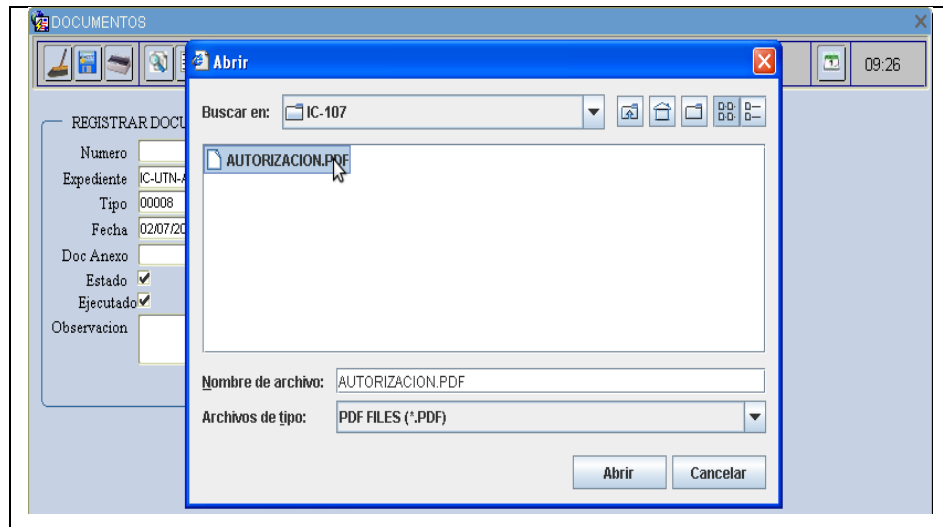 DOCUMENTOS
Abrir
09:26
Buscar en: IC-107
REGISTRAR DOCU
Numero
AUTORIZACION.PDF
Expediente IC-UTN-A
Tipo 00008
Fecha 02/07/20
Doc Anexo
Estado
Ejecutado
Observacion
Nombre de archivo: AUTORIZACION.PDF
Archivos de tipo: PDF FILES (*.PDF)
Abrir Cancelar